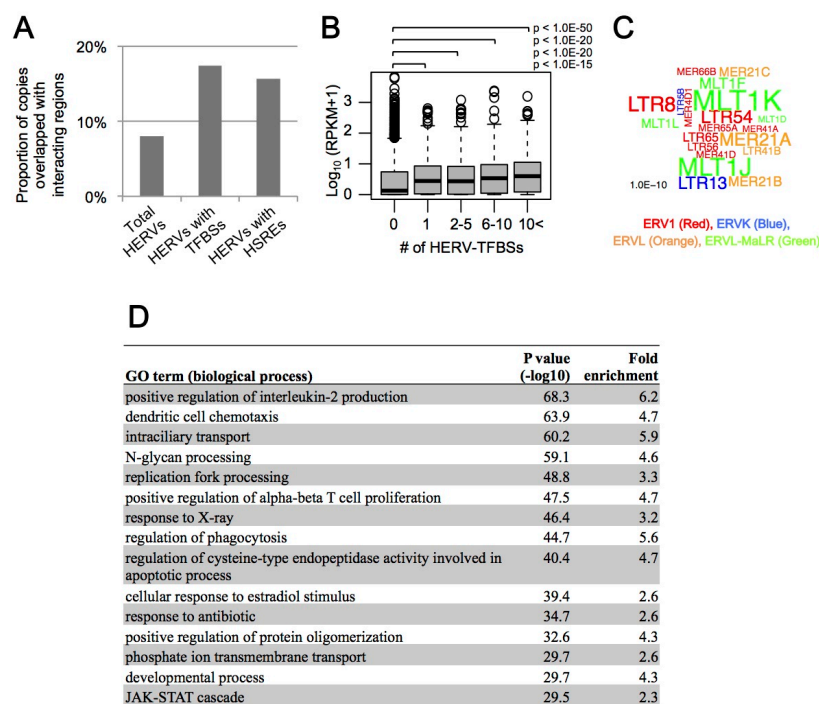 A
20%
10%
0%
Proportion of copies
overlapped with
interacting regions
Total
HERVs
HERVs with
TFBSs
HERVs with
HSREs
B
p < 1.0E-50
p < 1.0E-20
p < 1.0E-20
p < 1.0E-15
Log10 (RPKM+1)
3
2
1
0
0 1 2-5 6-10 10<
# of HERV-TFBSs
C
MER66B MER21C
MLT1F
LTR8 LTR5B MER4D1 MLT1K
MLT1L LTR54 MLT1D
MER65A MER41A
LTR65 MER21A
LTR56 LTR41B
MER41D
MLT1J
1.0E-10 LTR13 MER21B
ERV1 (Red), ERVK (Blue),
ERVL (Orange), ERVL-MaLR (Green)
D
GO term (biological process) P value (-log10) Fold enrichment
positive regulation of interleukin-2 production 68.3 6.2
dendritic cell chemotaxis 63.9 4.7
intraciliary transport 60.2 5.9
N-glycan processing 59.1 4.6
replication fork processing 48.8 3.3
positive regulation of alpha-beta T cell proliferation 47.5 4.7
response to X-ray 46.4 3.2
regulation of phagocytosis 44.7 5.6
regulation of cysteine-type endopeptidase activity involved in
apoptotic process 40.4 4.7
cellular response to estradiol stimulus 39.4 2.6
response to antibiotic 34.7 2.6
positive regulation of protein oligomerization 32.6 4.3
phosphate ion transmembrane transport 29.7 2.6
developmental process 29.7 4.3
JAK-STAT cascade 29.5 2.3